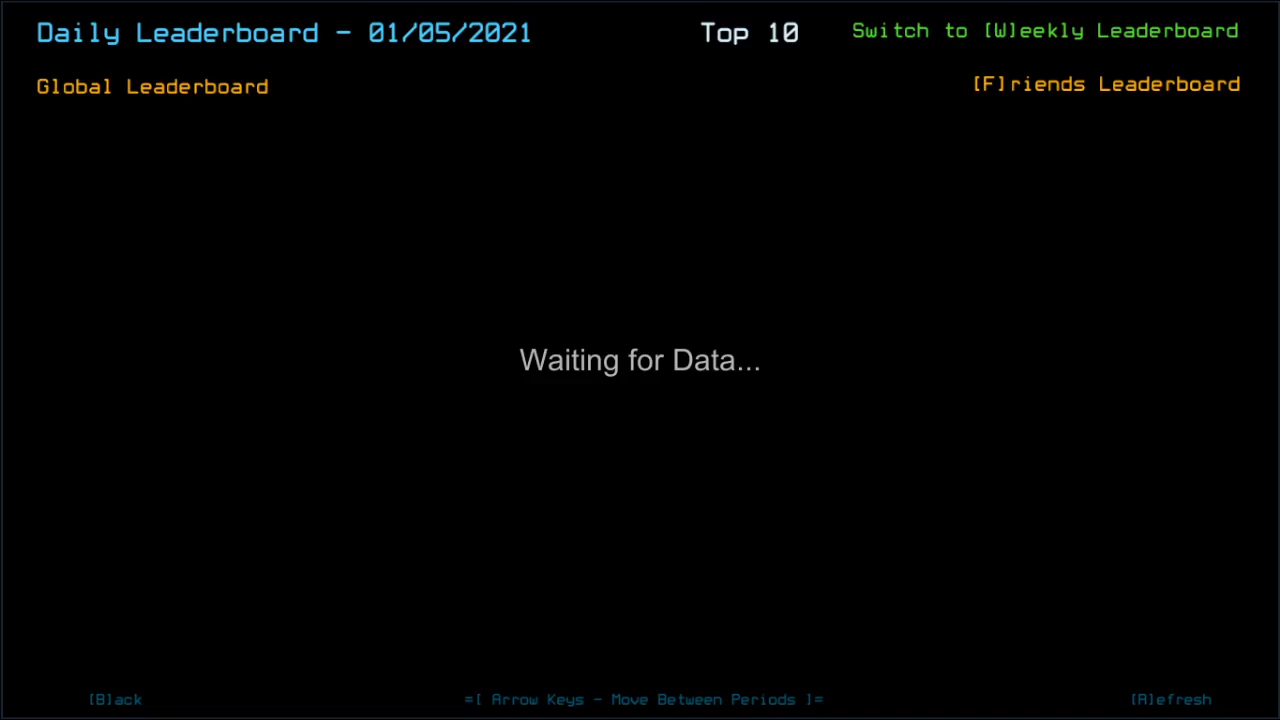 Daily Leaderboard - 01/05/2021
Top 10
Switch to [W]eekly Leaderboard
Global Leaderboard
[F]riends Leaderboard
Waiting for Data...
[B]ack
=[ Arrow Keys - Move Between Periods ]=
[R]efresh